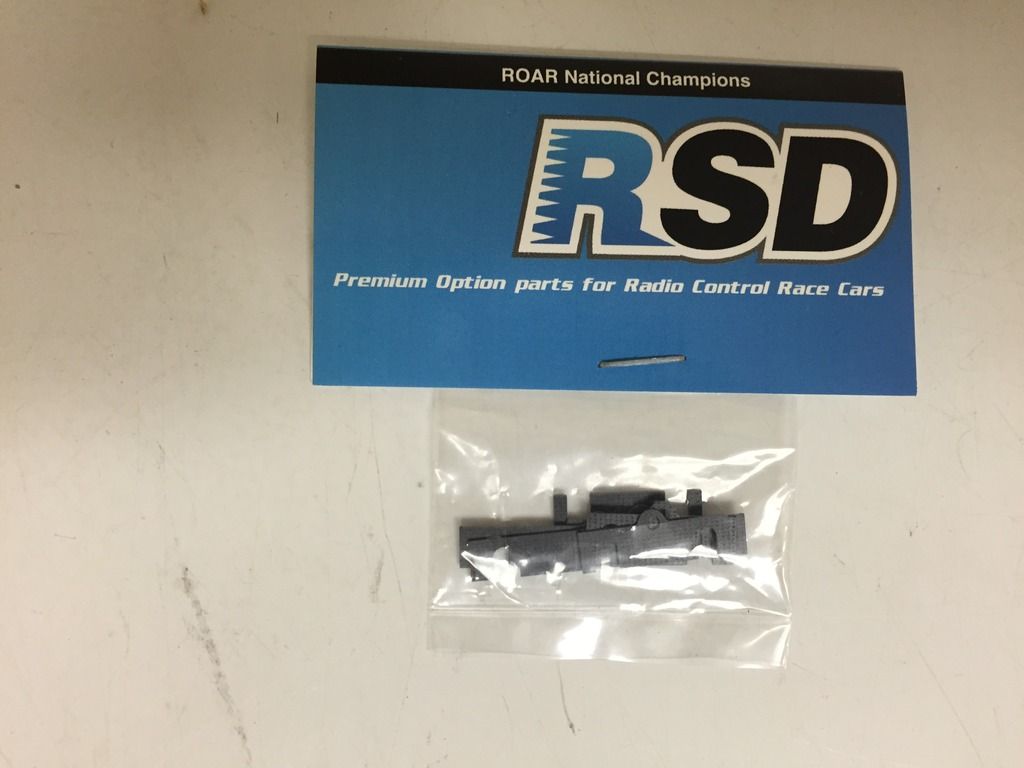 ROAR National Champions
RSD
Premium Option parts for Radio Control Race Cars